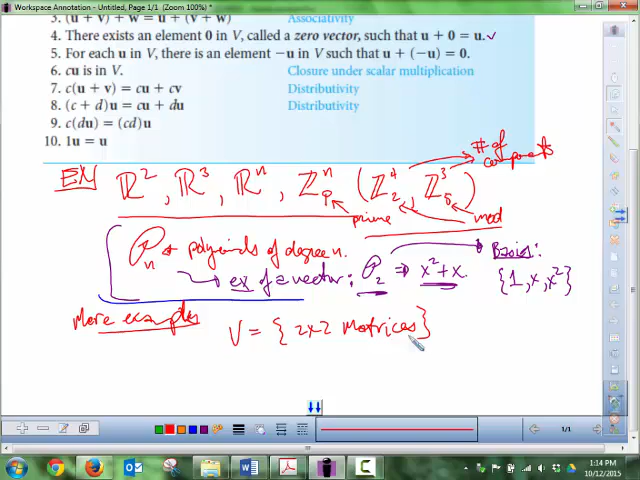 Workspace Annotation - Untitled, Page 1/1 (Zoom 100%)
3. (u + v) + w = u + (v + w) Associativity
4. There exists an element 0 in V, called a zero vector, such that u + 0 = u. ✓
5. For each u in V, there is an element −u in V such that u + (−u) = 0.
6. cu is in V. Closure under scalar multiplication
7. c(u + v) = cu + cv Distributivity
8. (c + d)u = cu + du Distributivity
9. c(du) = (cd)u
10. 1u = u
# of components
EX ℝ², ℝ³, ℝⁿ, ℤₚⁿ (ℤ₂⁴, ℤ₅³)
prime mod
𝒫ₙ polynoids of degree n.
ex of a vector: 𝒫₂ ⇒ x²+x. Basis:
{1, x, x²}
More examples V = { 2x2 Matrices }
1/1
1:14 PM
10/12/2015